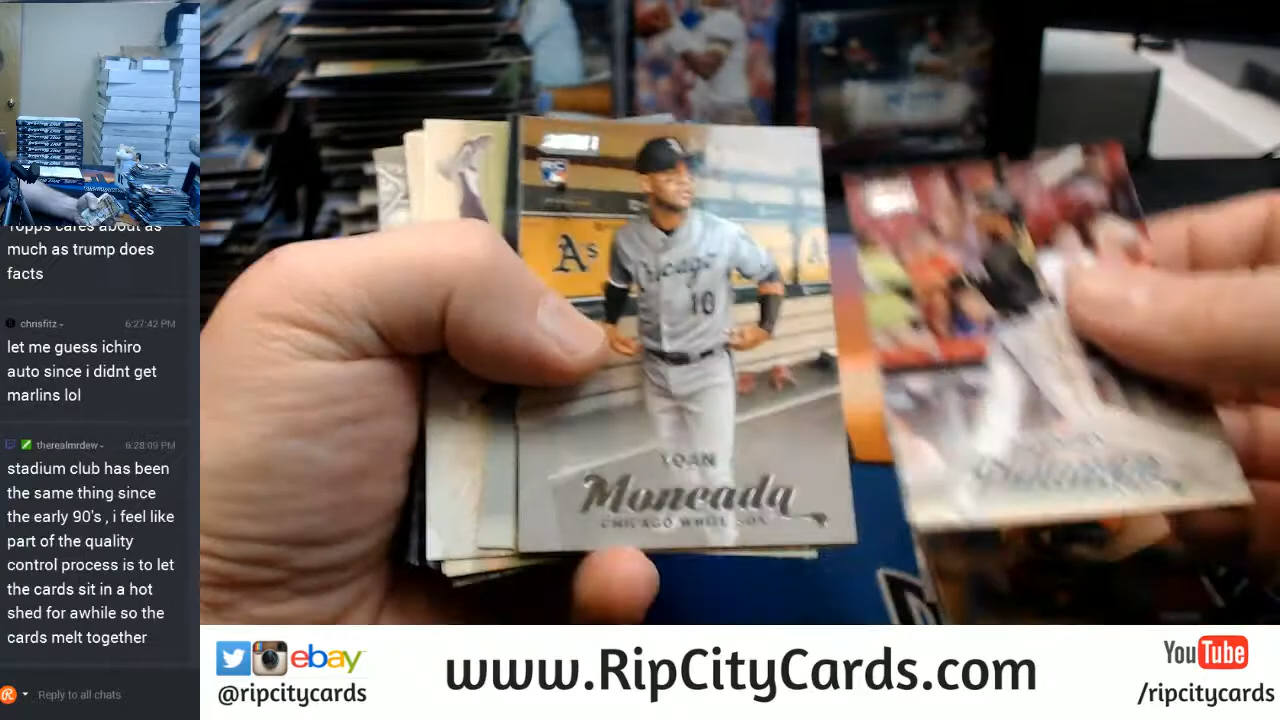 Topps cares about as
much as trump does
facts
chrisfitz
6:27:42 PM
let me guess ichiro
auto since i didnt get
marlins lol
therealmrdew
6:28:09 PM
stadium club has been
the same thing since
the early 90's , i feel like
part of the quality
control process is to let
the cards sit in a hot
shed for awhile so the
cards melt together
Reply to all chats
A's
Chicago
10
YOAN
Moncada
CHICAGO WHITE SOX
ebay
@ripcitycards
www.RipCityCards.com
YouTube
/ripcitycards